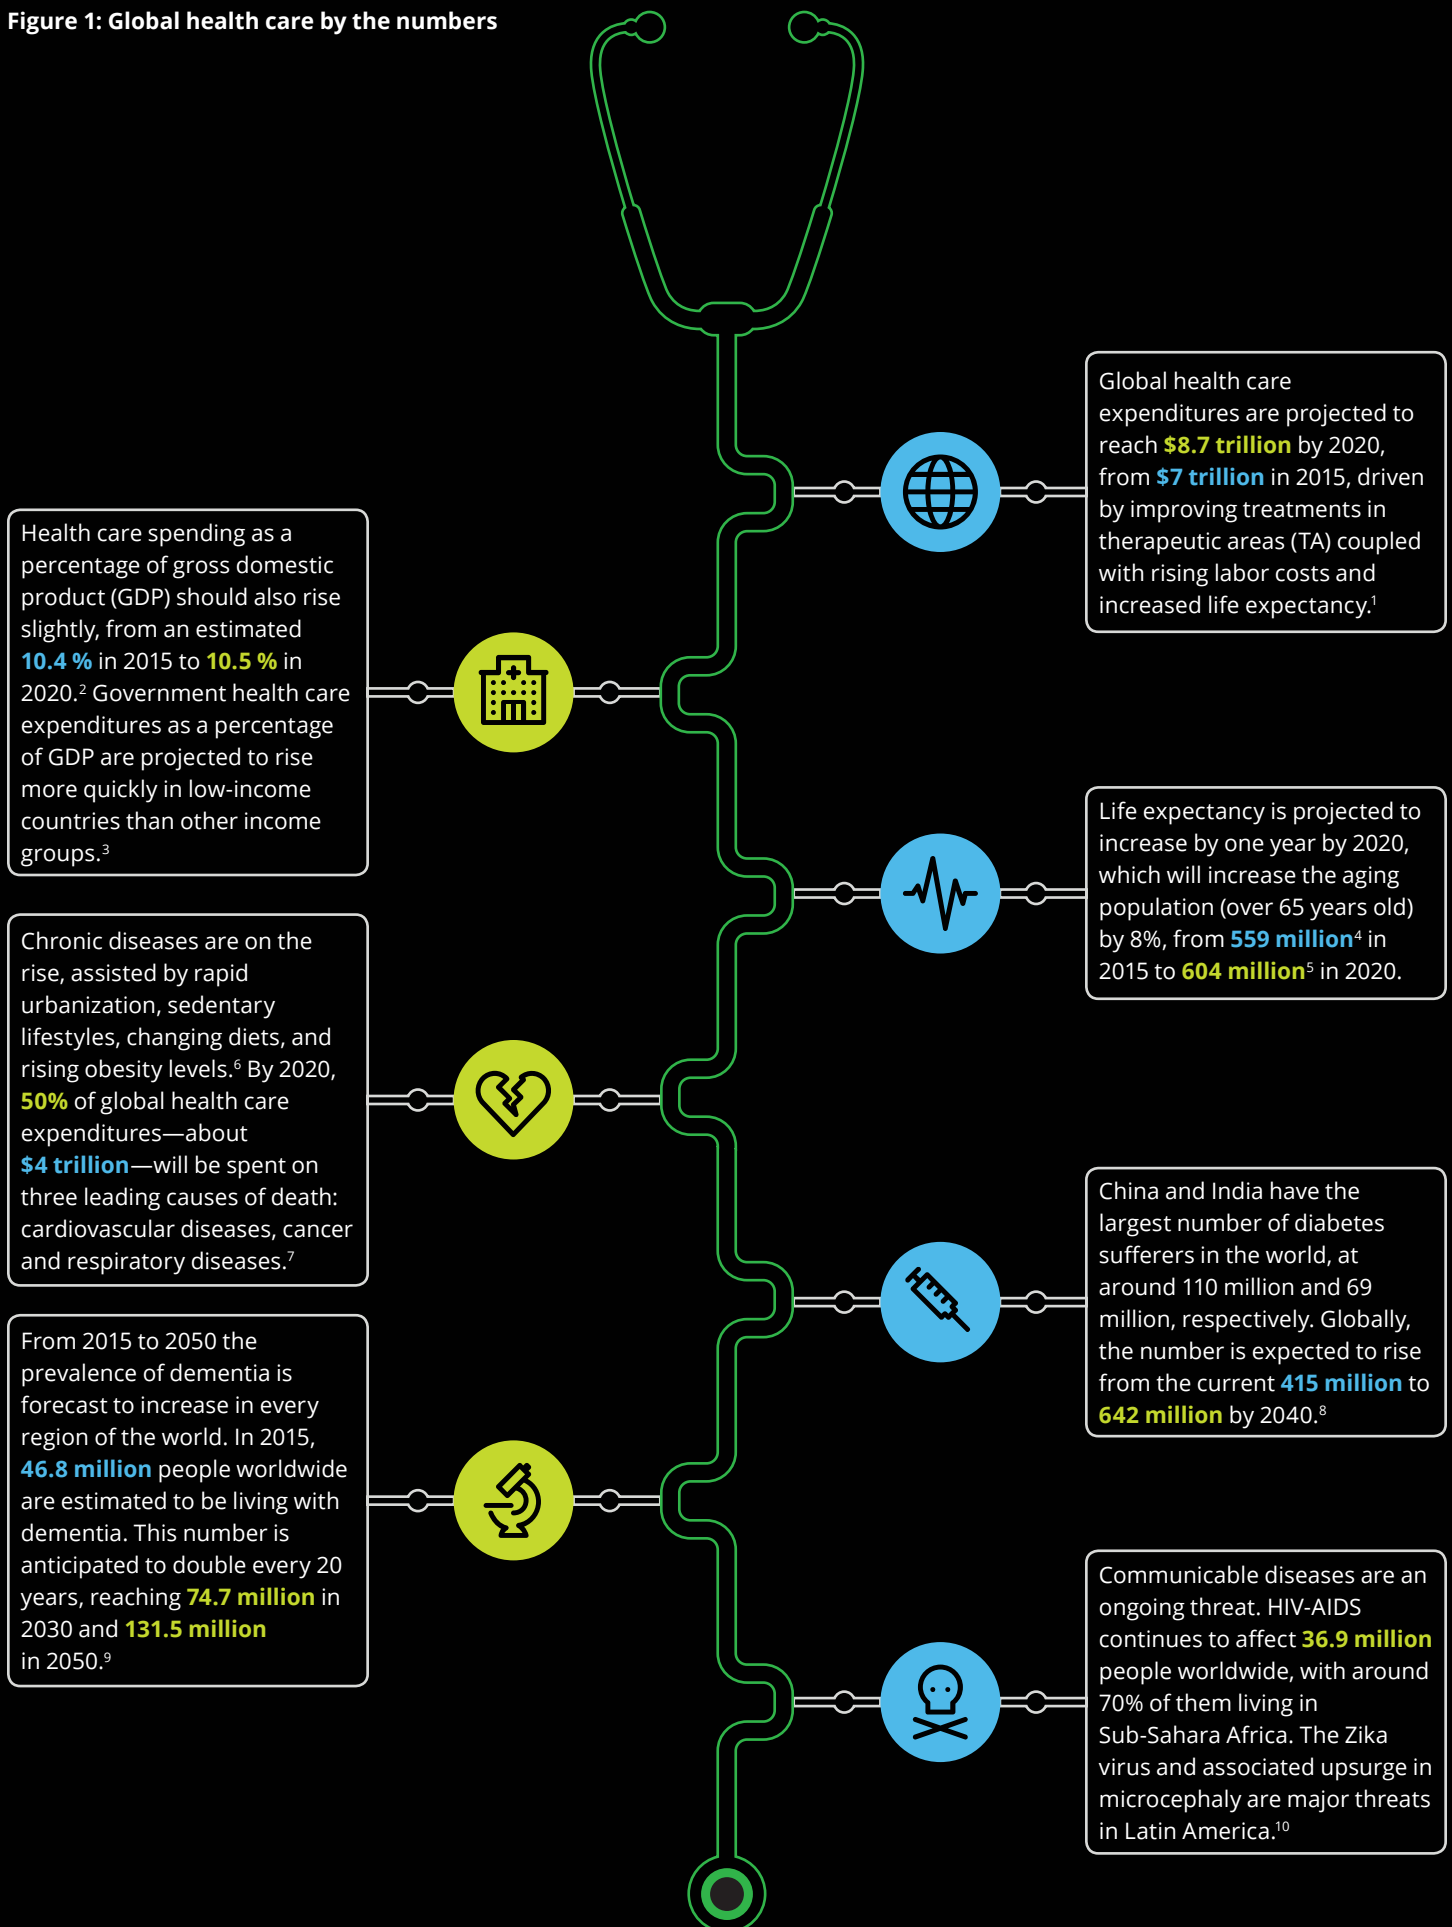 Figure 1: Global health care by the numbers
Global health care
expenditures are projected to
reach $8.7 trillion by 2020,
from $7 trillion in 2015, driven
by improving treatments in
therapeutic areas (TA) coupled
with rising labor costs and
increased life expectancy.1
Health care spending as a
percentage of gross domestic
product (GDP) should also rise
slightly, from an estimated
10.4 % in 2015 to 10.5 % in
2020.2 Government health care
expenditures as a percentage
of GDP are projected to rise
more quickly in low-income
countries than other income
groups.3
Life expectancy is projected to
increase by one year by 2020,
which will increase the aging
population (over 65 years old)
by 8%, from 559 million4 in
2015 to 604 million5 in 2020.
Chronic diseases are on the
rise, assisted by rapid
urbanization, sedentary
lifestyles, changing diets, and
rising obesity levels.6 By 2020,
50% of global health care
expenditures—about
$4 trillion—will be spent on
three leading causes of death:
cardiovascular diseases, cancer
and respiratory diseases.7
China and India have the
largest number of diabetes
sufferers in the world, at
around 110 million and 69
million, respectively. Globally,
the number is expected to rise
from the current 415 million to
642 million by 2040.8
From 2015 to 2050 the
prevalence of dementia is
forecast to increase in every
region of the world. In 2015,
46.8 million people worldwide
are estimated to be living with
dementia. This number is
anticipated to double every 20
years, reaching 74.7 million in
2030 and 131.5 million
in 2050.9
Communicable diseases are an
ongoing threat. HIV-AIDS
continues to affect 36.9 million
people worldwide, with around
70% of them living in
Sub-Sahara Africa. The Zika
virus and associated upsurge in
microcephaly are major threats
in Latin America.10